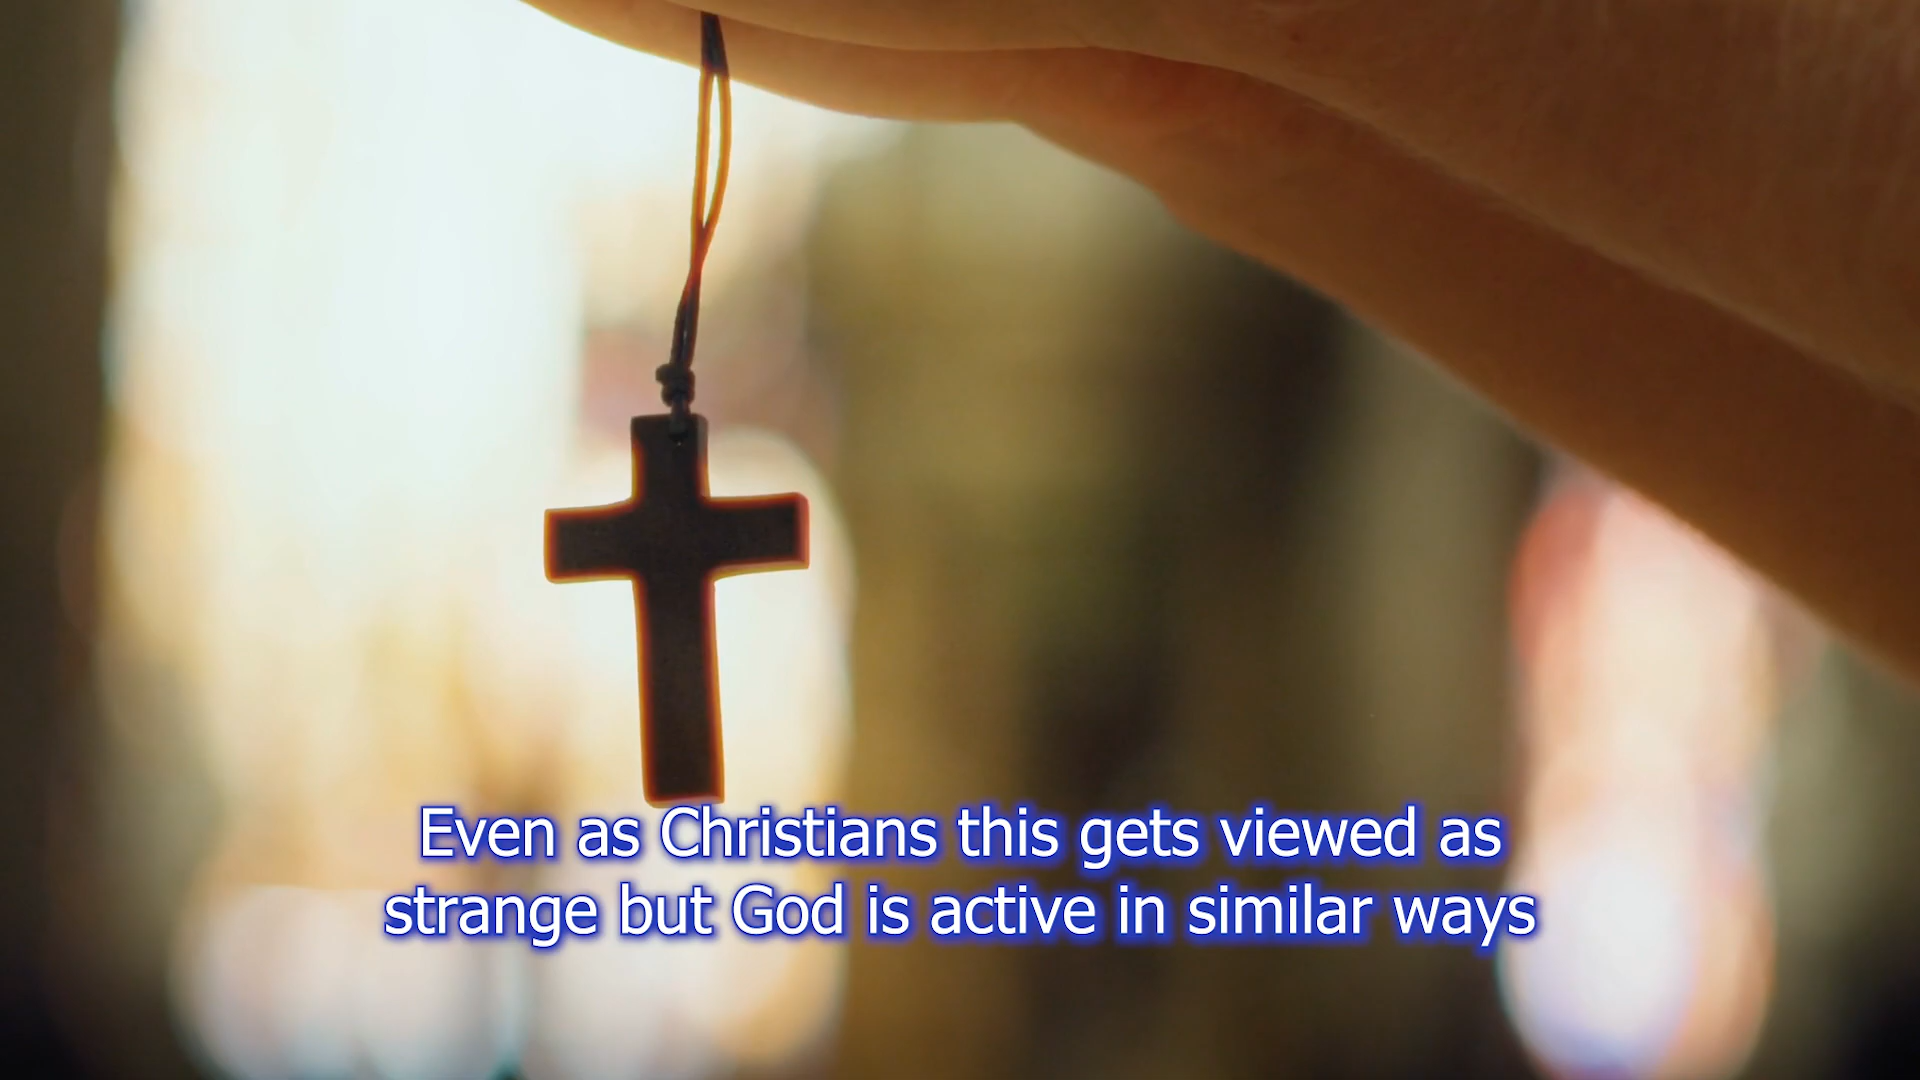 Even as Christians this gets viewed as
strange but God is active in similar ways